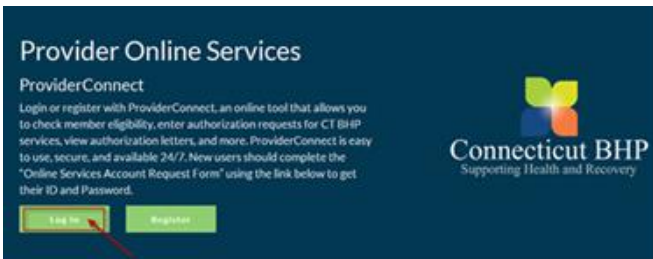 Provider Online Services
ProviderConnect
Login or register with ProviderConnect, an online tool that allows you
to check member eligibility, enter authorization requests for CT BHP
services, view authorization letters, and more. ProviderConnect is easy
to use, secure, and available 24/7. New users should complete the
"Online Services Account Request Form" using the link below to get
their ID and Password.
Log In
Register
Connecticut BHP
Supporting Health and Recovery